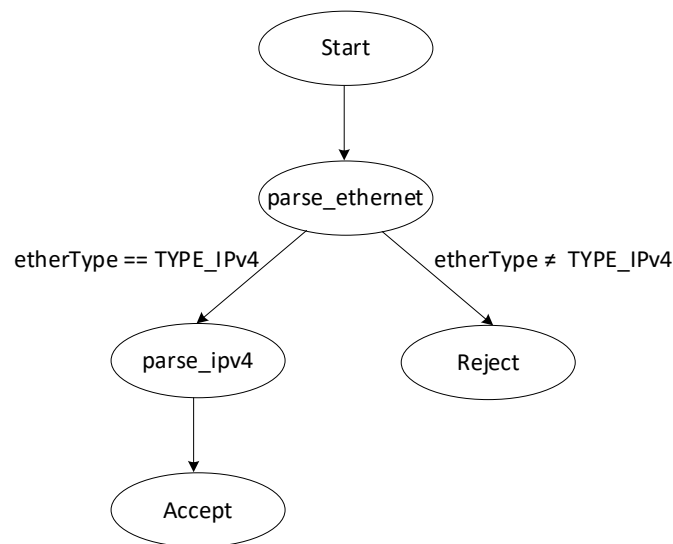 Start
parse_ethernet
etherType == TYPE_IPv4
etherType ≠ TYPE_IPv4
parse_ipv4
Reject
Accept